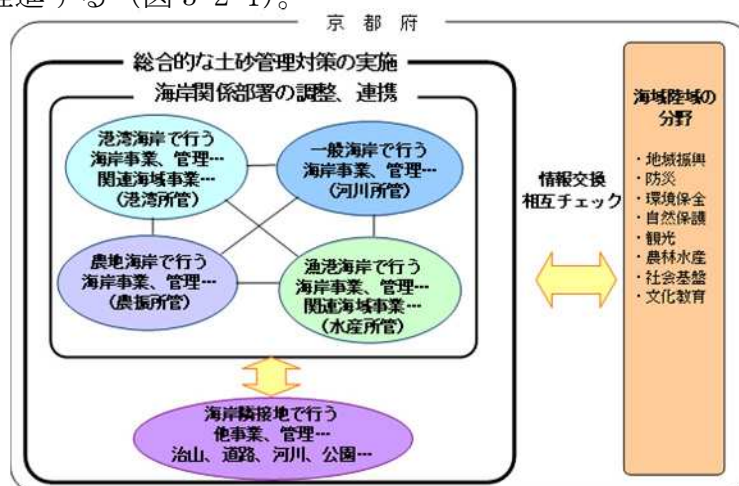 推進する（図 3-2-1）。
京 都 府
総合的な土砂管理対策の実施
海岸関係部署の調整、連携
港湾海岸で行う
海岸事業、管理…
関連海域事業…
(港湾所管)
一般海岸で行う
海岸事業、管理…
(河川所管)
農地海岸で行う
海岸事業、管理…
(農振所管)
漁港海岸で行う
海岸事業、管理…
関連海域事業…
(水産所管)
海岸隣接地で行う
他事業、管理…
治山、道路、河川、公園…
情報交換
相互チェック
海域陸域の
分野
・地域振興
・防災
・環境保全
・自然保護
・観光
・農林水産
・社会基盤
・文化教育